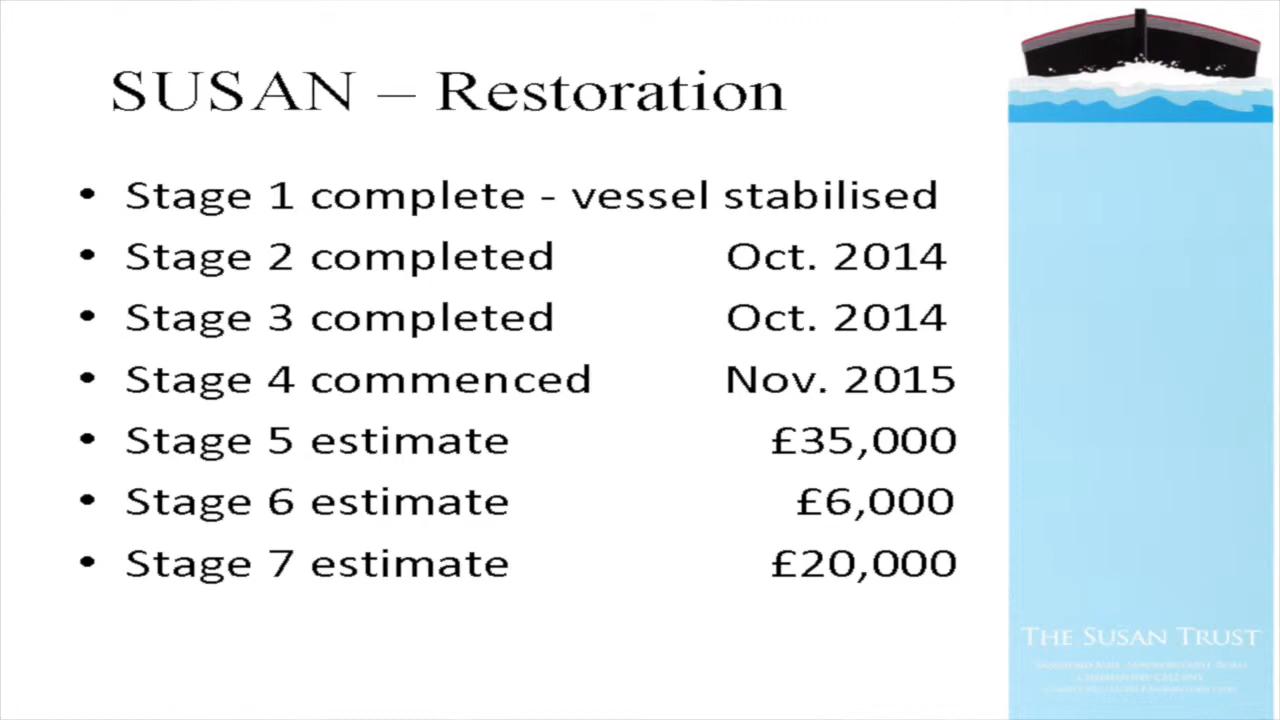 SUSAN – Restoration
• Stage 1 complete - vessel stabilised
• Stage 2 completed Oct. 2014
• Stage 3 completed Oct. 2014
• Stage 4 commenced Nov. 2015
• Stage 5 estimate £35,000
• Stage 6 estimate £6,000
• Stage 7 estimate £20,000
THE SUSAN TRUST